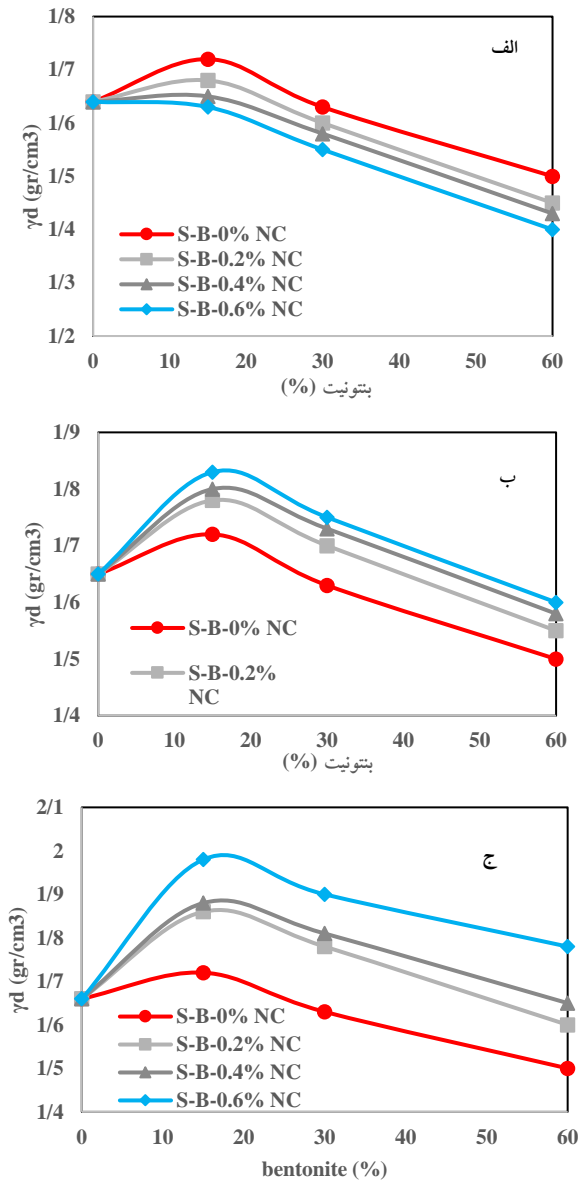 الف
1/8
1/7
1/6
1/5
1/4
1/3
1/2
γd (gr/cm3)
S-B-0% NC
S-B-0.2% NC
S-B-0.4% NC
S-B-0.6% NC
0 10 20 30 40 50 60
بنتونیت (%)
ب
1/9
1/8
1/7
1/6
1/5
1/4
γd (gr/cm3)
S-B-0% NC
S-B-0.2%
NC
0 10 20 30 40 50 60
بنتونیت (%)
ج
2/1
2
1/9
1/8
1/7
1/6
1/5
1/4
γd (gr/cm3)
S-B-0% NC
S-B-0.2% NC
S-B-0.4% NC
S-B-0.6% NC
0 10 20 30 40 50 60
bentonite (%)